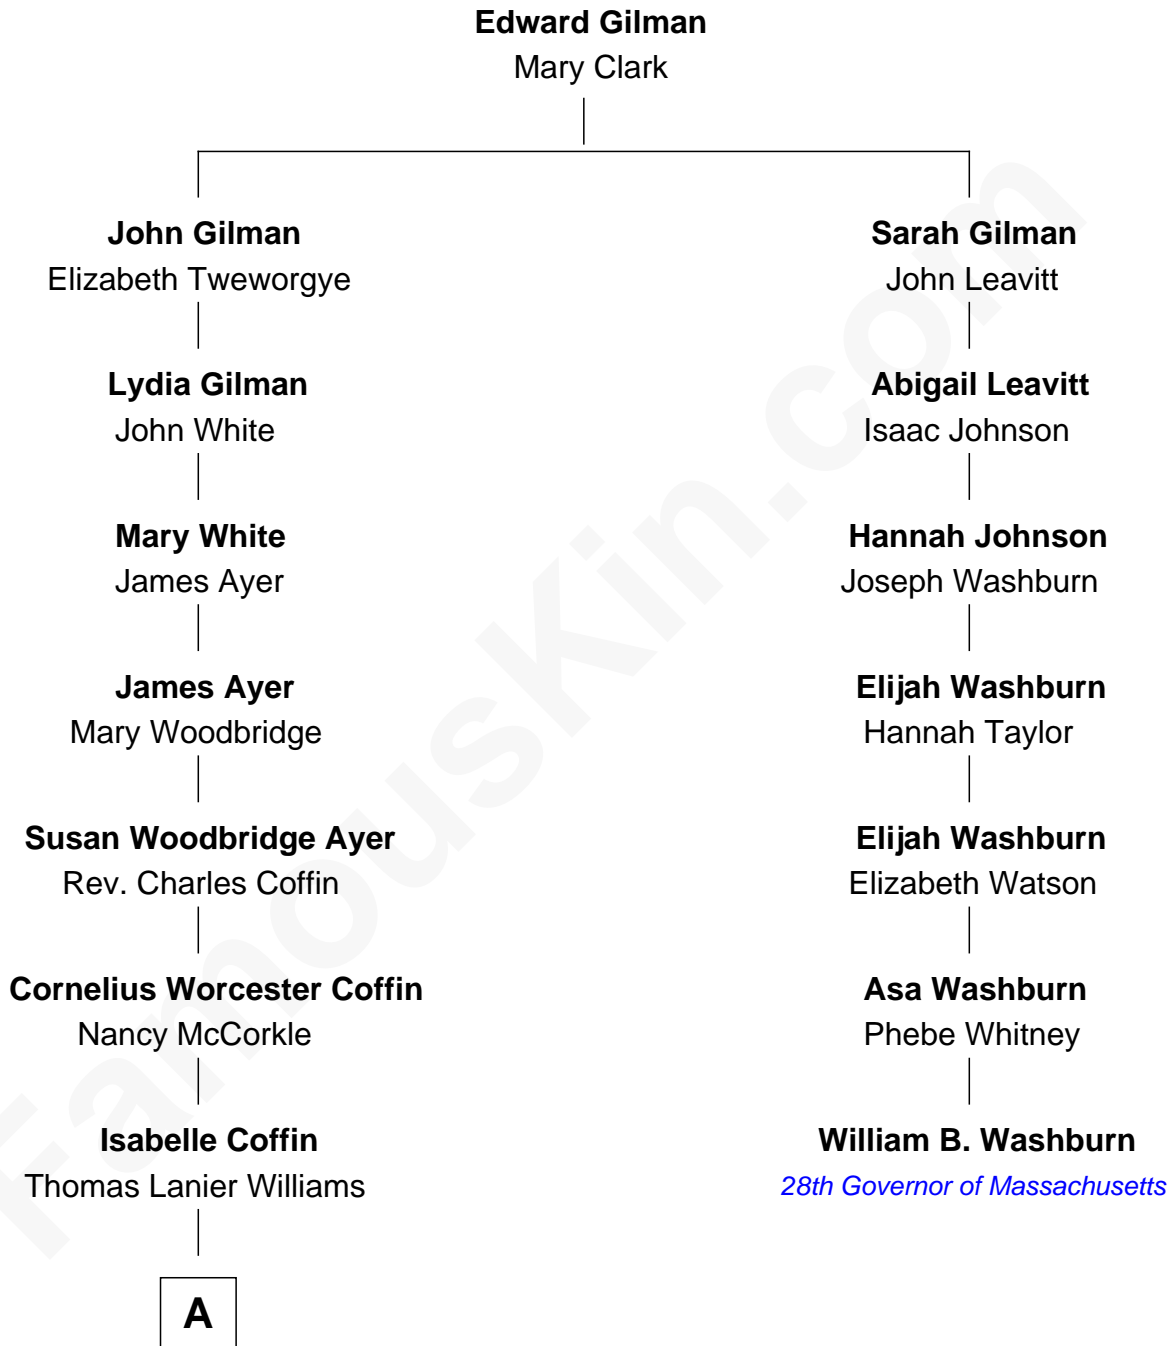 Edward Gilman
Mary Clark
John Gilman
Elizabeth Tweworgye
Sarah Gilman
John Leavitt
Lydia Gilman
John White
Abigail Leavitt
Isaac Johnson
Mary White
James Ayer
Hannah Johnson
Joseph Washburn
James Ayer
Mary Woodbridge
Elijah Washburn
Hannah Taylor
Susan Woodbridge Ayer
Rev. Charles Coffin
Elijah Washburn
Elizabeth Watson
Cornelius Worcester Coffin
Nancy McCorkle
Asa Washburn
Phebe Whitney
Isabelle Coffin
Thomas Lanier Williams
William B. Washburn
28th Governor of Massachusetts
A
FamousKin.com